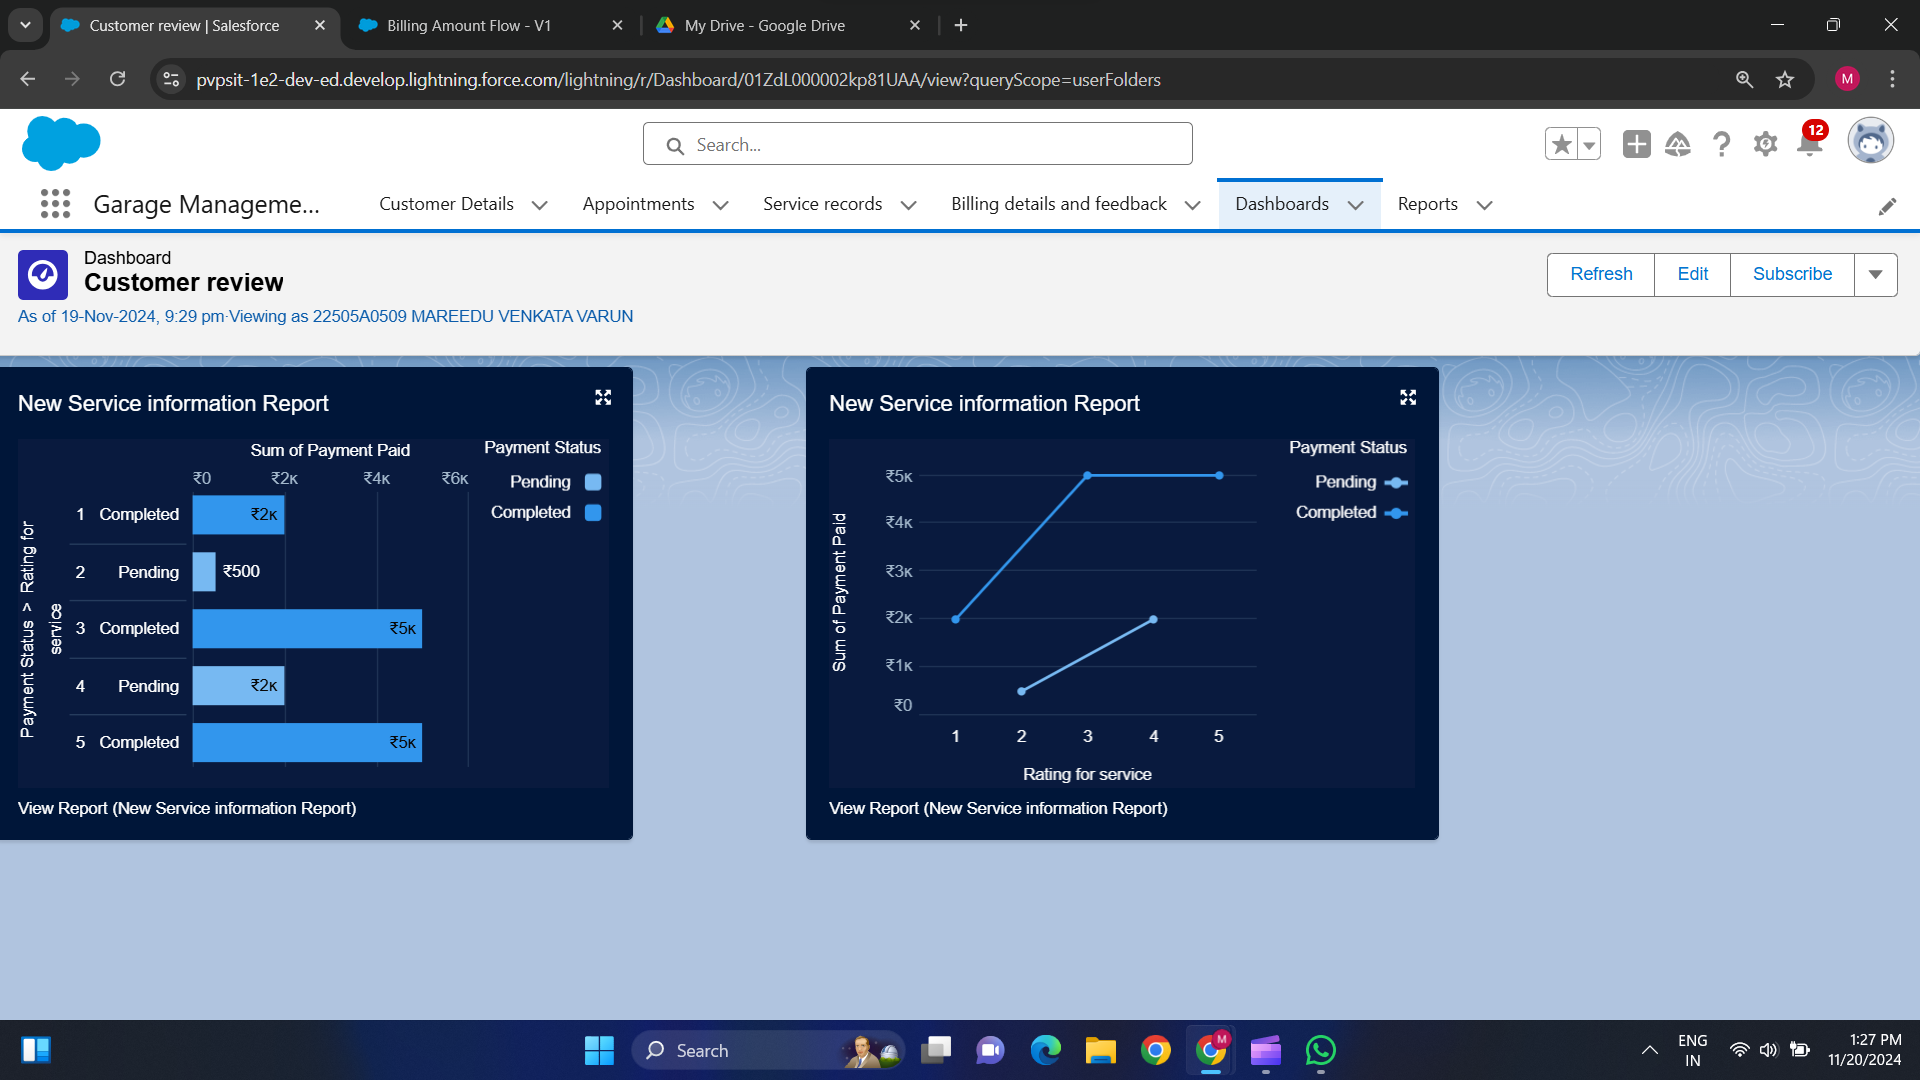 Customer review | Salesforce
Billing Amount Flow - V1
My Drive - Google Drive
pvpsit-1e2-dev-ed.develop.lightning.force.com/lightning/r/Dashboard/01ZdL000002kp81UAA/view?queryScope=userFolders
M
Search...
12
Garage Manageme...
Customer Details
Appointments
Service records
Billing details and feedback
Dashboards
Reports
Dashboard
Customer review
As of 19-Nov-2024, 9:29 pm·Viewing as 22505A0509 MAREEDU VENKATA VARUN
Refresh
Edit
Subscribe
New Service information Report
Sum of Payment Paid
₹0 ₹2K ₹4K ₹6K
Payment Status > Rating for
service
1 Completed ₹2K
2 Pending ₹500
3 Completed ₹5K
4 Pending ₹2K
5 Completed ₹5K
Payment Status
Pending
Completed
View Report (New Service information Report)
New Service information Report
Sum of Payment Paid
₹5K
₹4K
₹3K
₹2K
₹1K
₹0
1 2 3 4 5
Rating for service
Payment Status
Pending
Completed
View Report (New Service information Report)
Search
M
ENG
IN
1:27 PM
11/20/2024